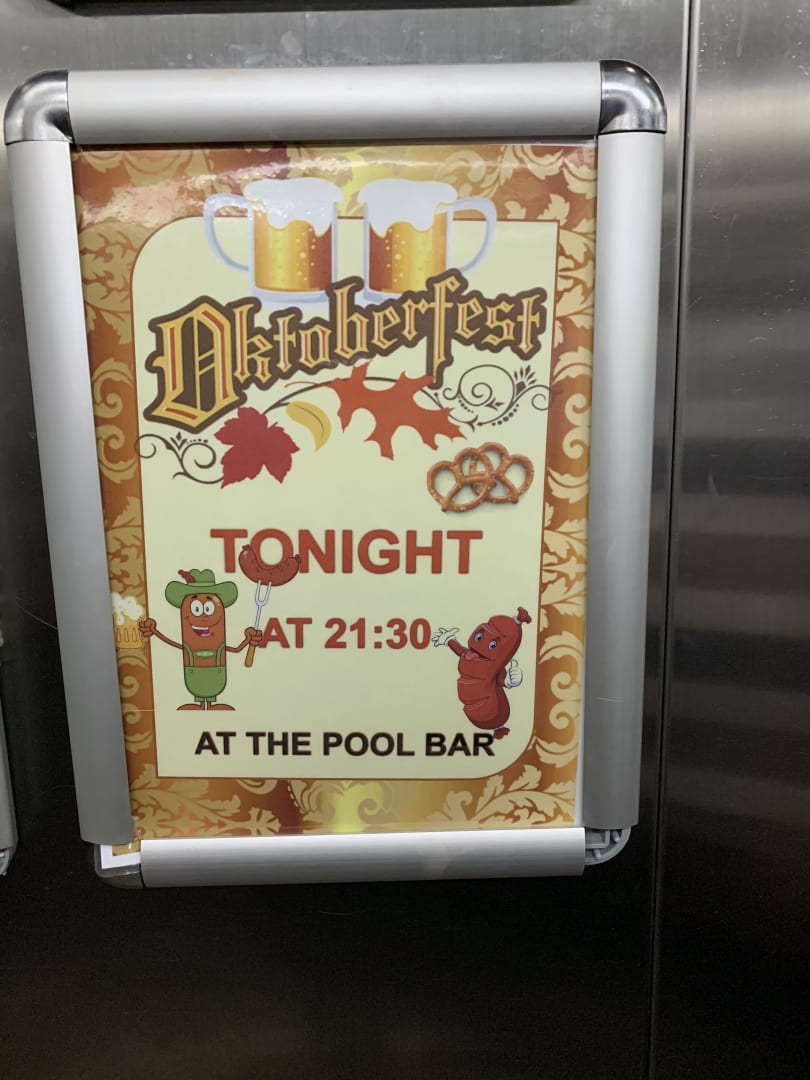 Oktoberfest
TONIGHT
AT 21:30
AT THE POOL BAR